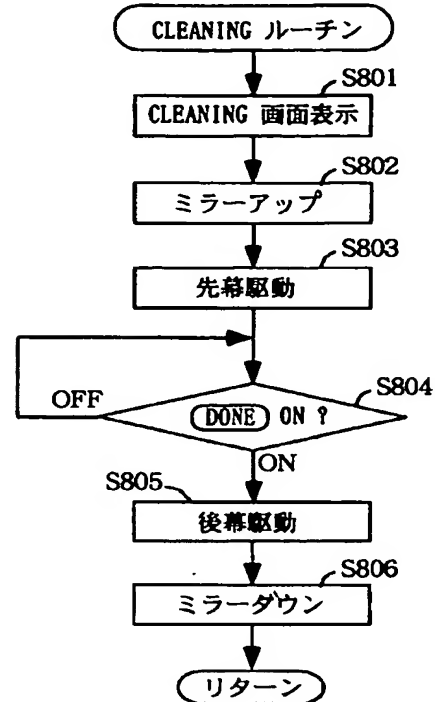 CLEANING ルーチン
S801
CLEANING 画面表示
S802
ミラーアップ
S803
先幕駆動
S804
OFF
DONE ON ?
ON
S805
後幕駆動
S806
ミラーダウン
リターン